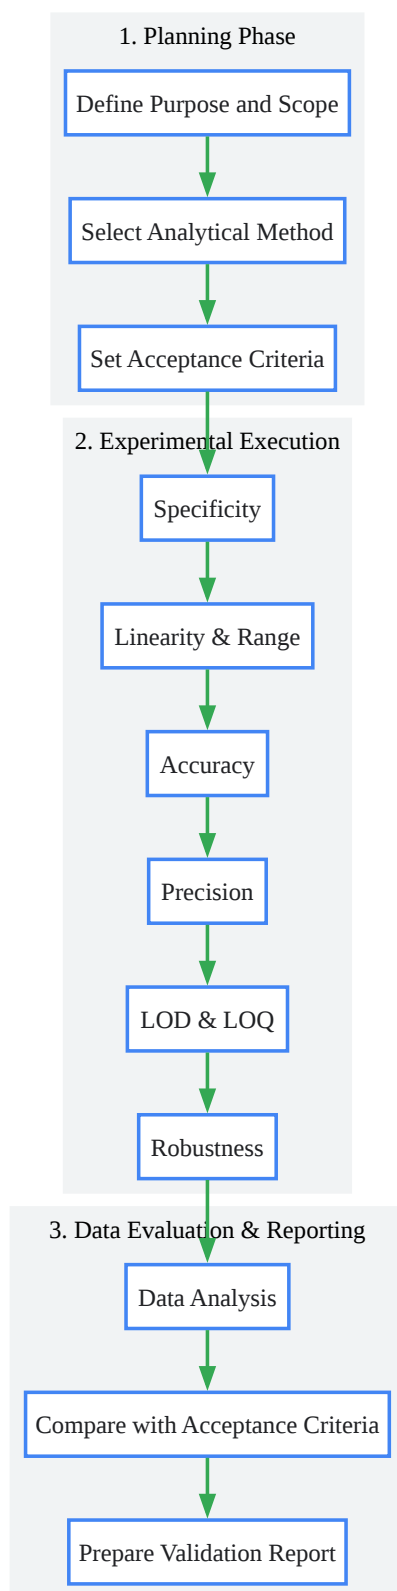 1. Planning Phase
Define Purpose and Scope
Select Analytical Method
Set Acceptance Criteria
2. Experimental Execution
Specificity
Linearity & Range
Accuracy
Precision
LOD & LOQ
Robustness
3. Data Evaluation & Reporting
Data Analysis
Compare with Acceptance Criteria
Prepare Validation Report